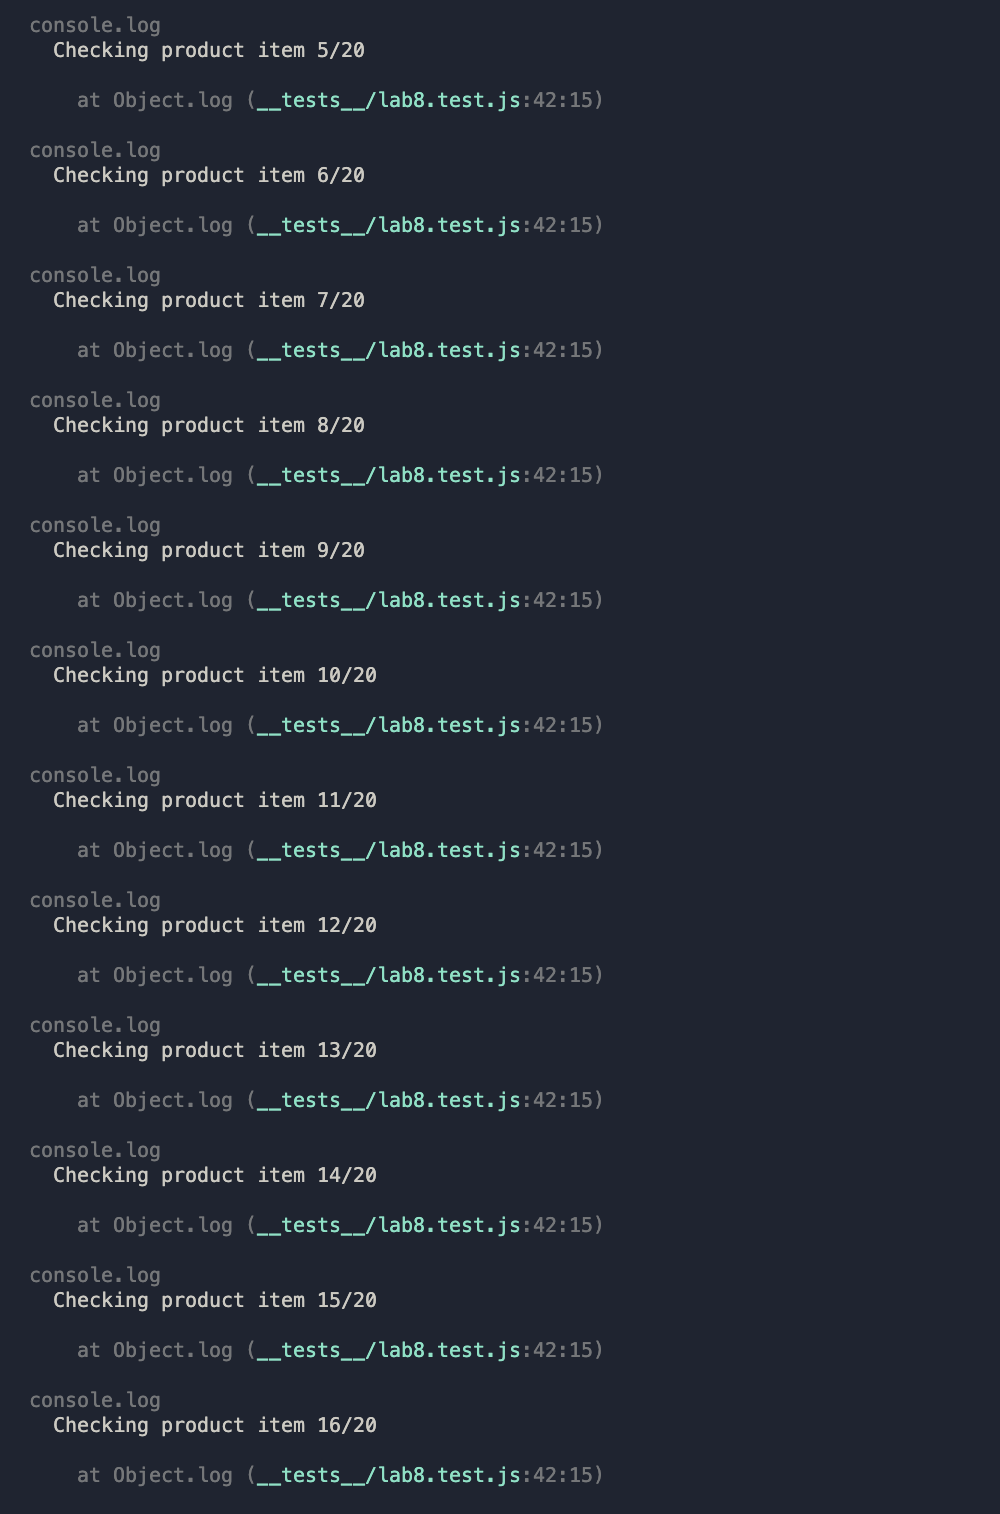 console.log
Checking product item 5/20
at Object.log (__tests__/lab8.test.js:42:15)
console.log
Checking product item 6/20
at Object.log (__tests__/lab8.test.js:42:15)
console.log
Checking product item 7/20
at Object.log (__tests__/lab8.test.js:42:15)
console.log
Checking product item 8/20
at Object.log (__tests__/lab8.test.js:42:15)
console.log
Checking product item 9/20
at Object.log (__tests__/lab8.test.js:42:15)
console.log
Checking product item 10/20
at Object.log (__tests__/lab8.test.js:42:15)
console.log
Checking product item 11/20
at Object.log (__tests__/lab8.test.js:42:15)
console.log
Checking product item 12/20
at Object.log (__tests__/lab8.test.js:42:15)
console.log
Checking product item 13/20
at Object.log (__tests__/lab8.test.js:42:15)
console.log
Checking product item 14/20
at Object.log (__tests__/lab8.test.js:42:15)
console.log
Checking product item 15/20
at Object.log (__tests__/lab8.test.js:42:15)
console.log
Checking product item 16/20
at Object.log (__tests__/lab8.test.js:42:15)